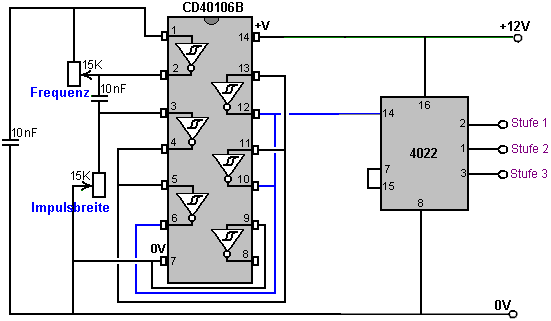 CD40106B
+V
+12V
1
14
15K
2
13
Frequenz
10nF
3
12
14
16
2
Stufe 1
10nF
4
11
4022
1
Stufe 2
15K
5
10
7
15
3
Stufe 3
Impulsbreite
6
9
8
0V
7
8
0V